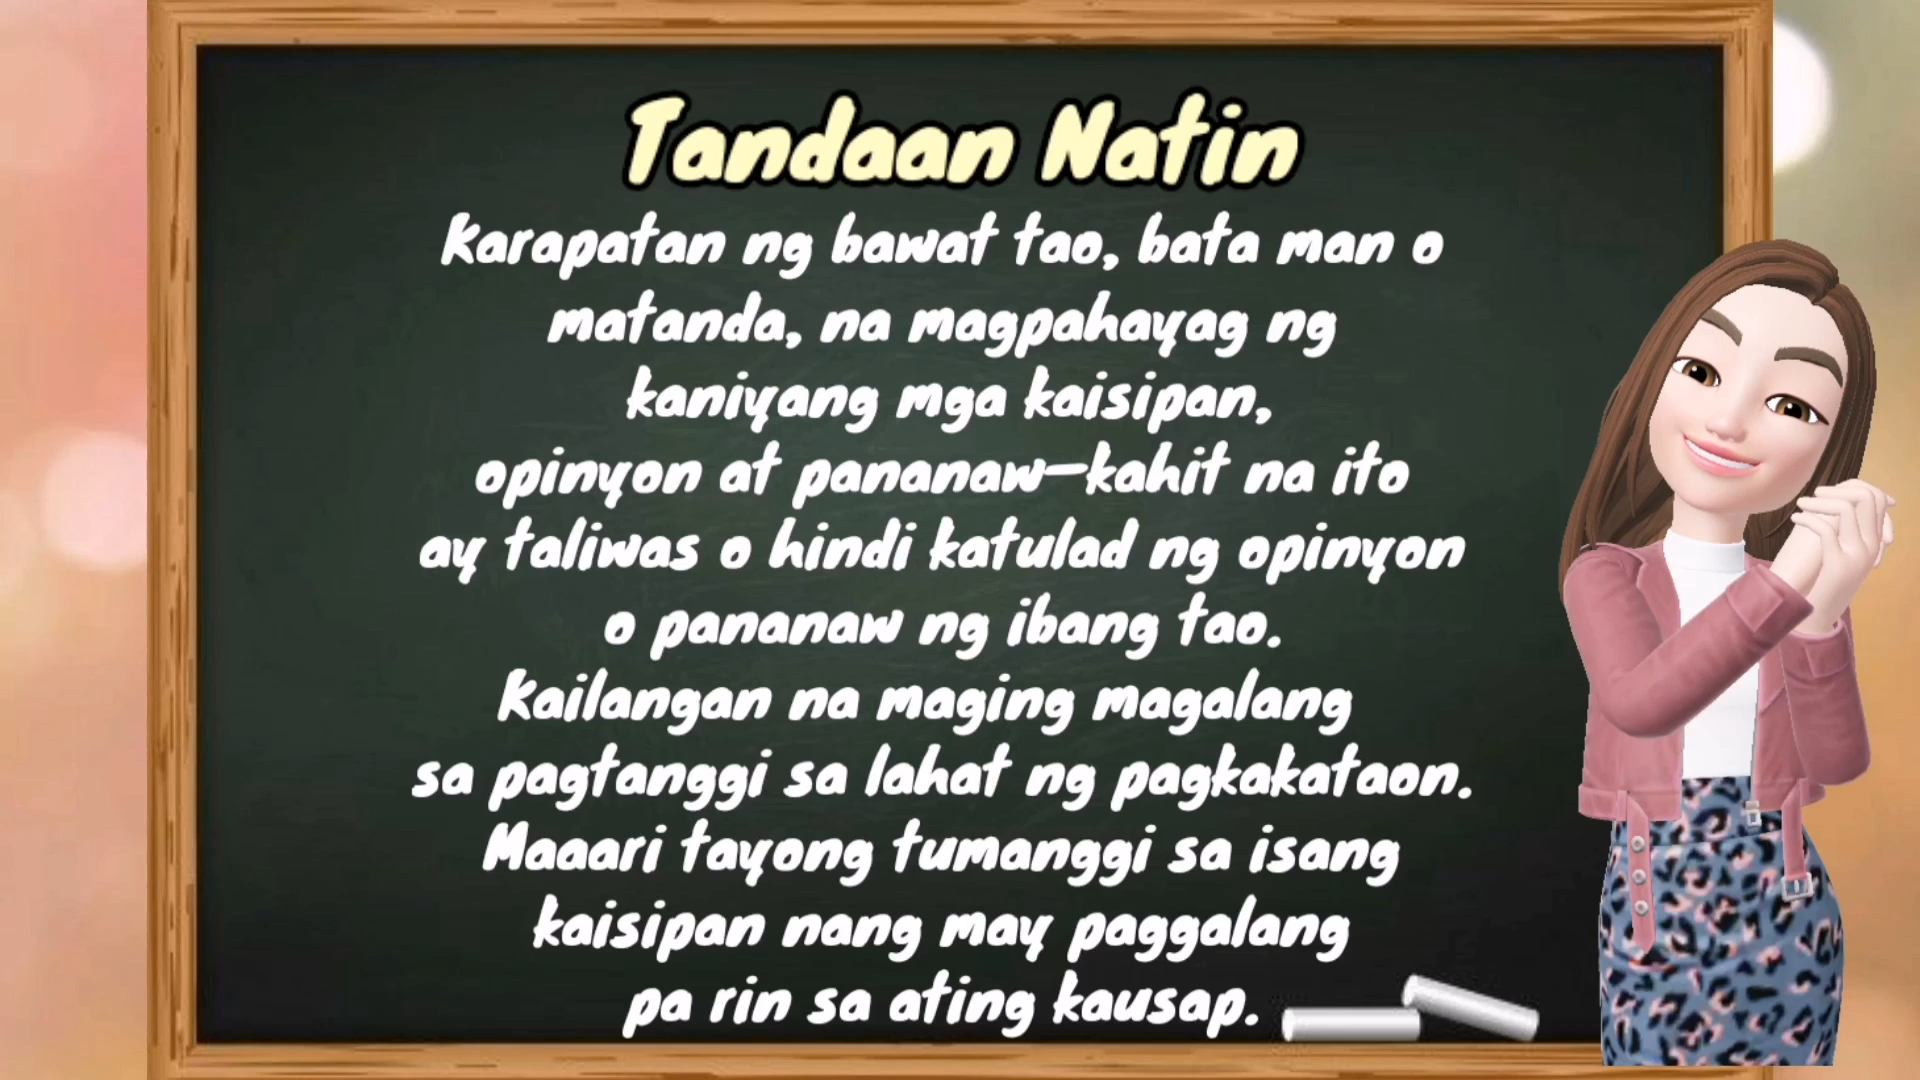 Tandaan Natin
Karapatan ng bawat tao, bata man o
matanda, na magpahayag ng
kaniyang mga kaisipan,
opinyon at pananaw—kahit na ito
ay taliwas o hindi katulad ng opinyon
o pananaw ng ibang tao.
Kailangan na maging magalang
sa pagtanggi sa lahat ng pagkakataon.
Maaari tayong tumanggi sa isang
kaisipan nang may paggalang
pa rin sa ating kausap.